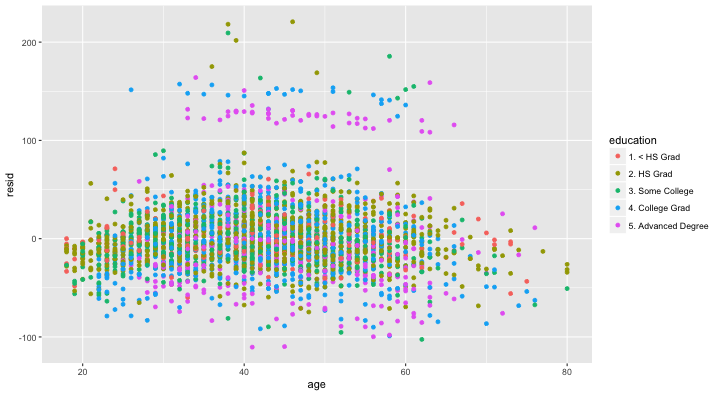 200
100
0
-100
resid
20
40
60
80
age
education
1. < HS Grad
2. HS Grad
3. Some College
4. College Grad
5. Advanced Degree